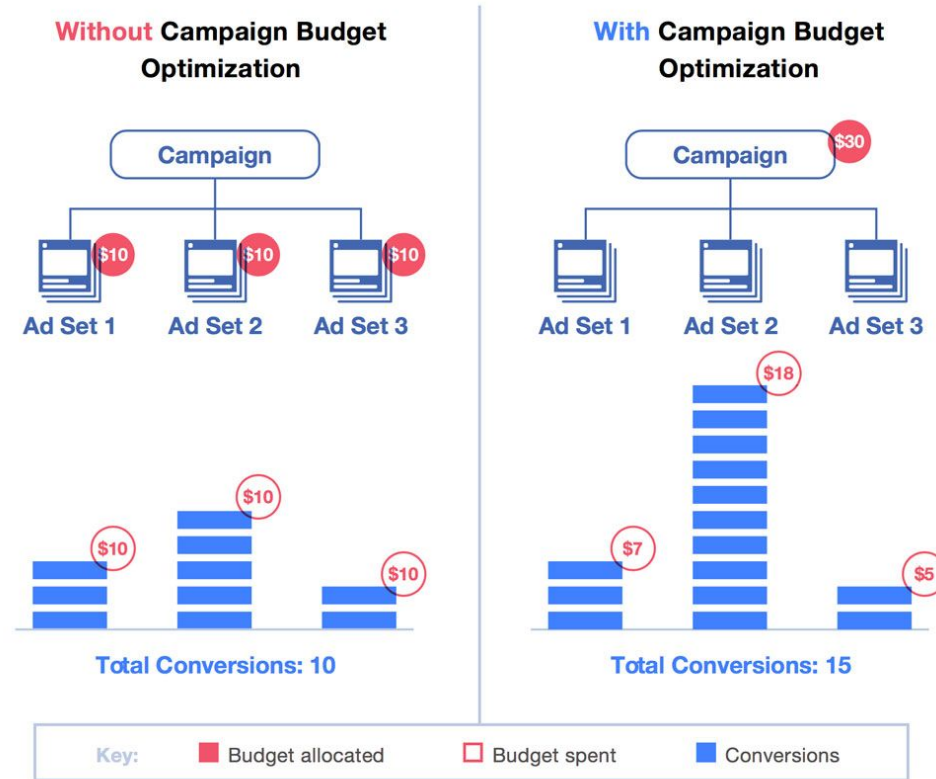 Without Campaign Budget
Optimization
Campaign
$10
$10
$10
Ad Set 1
Ad Set 2
Ad Set 3
$10
$10
$10
Total Conversions: 10
With Campaign Budget
Optimization
Campaign
$30
Ad Set 1
Ad Set 2
Ad Set 3
$18
$7
$5
Total Conversions: 15
Key:
Budget allocated
Budget spent
Conversions